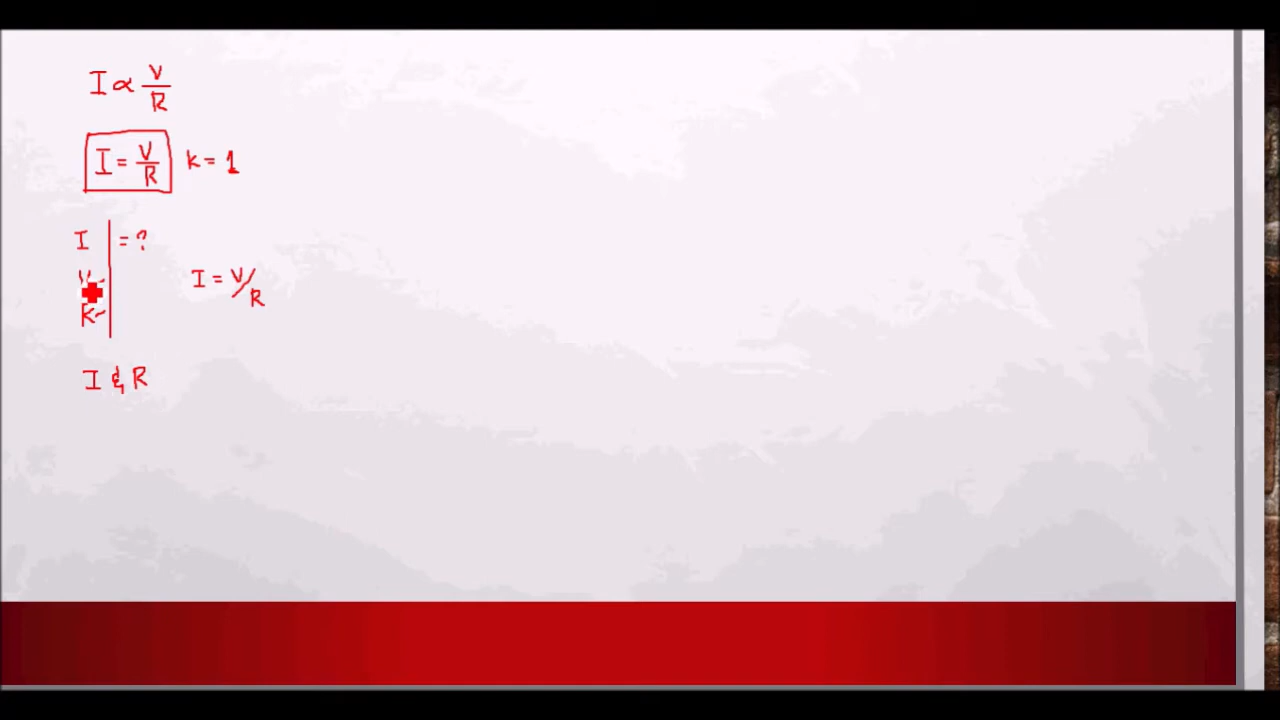 I ∝ V/R
I = V/R k = 1
I = ?
V~
I = V/R
R~
I & R